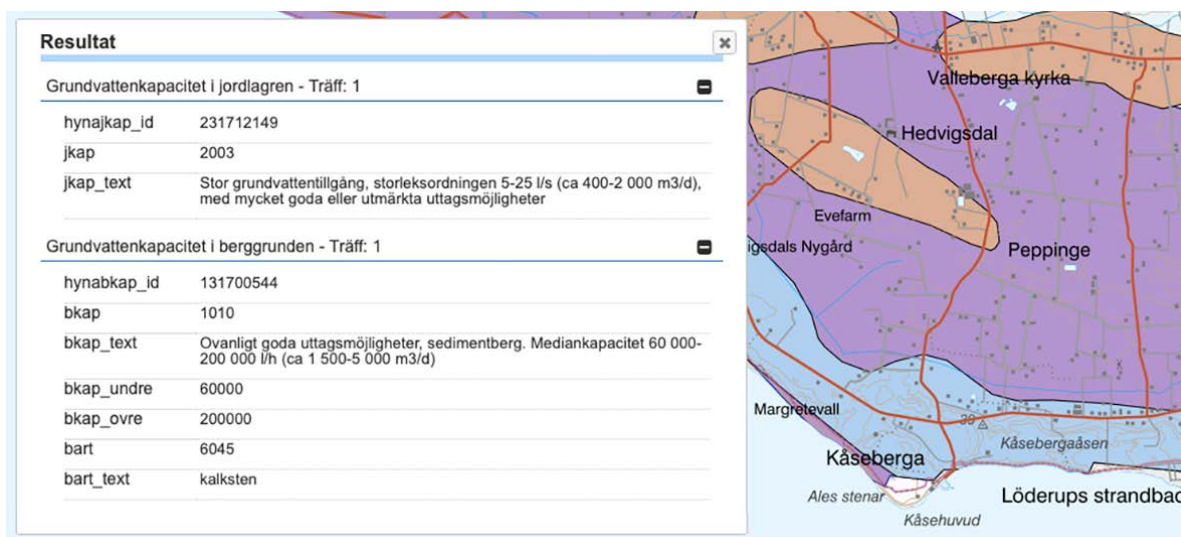 Resultat
Grundvattenkapacitet i jordlagren - Träff: 1
hynajkap_id 231712149
jkap 2003
jkap_text Stor grundvattentillgång, storleksordningen 5-25 l/s (ca 400-2 000 m3/d),
med mycket goda eller utmärkta uttagsmöjligheter
Grundvattenkapacitet i berggrunden - Träff: 1
hynabkap_id 131700544
bkap 1010
bkap_text Ovanligt goda uttagsmöjligheter, sedimentberg. Mediankapacitet 60 000-
200 000 l/h (ca 1 500-5 000 m3/d)
bkap_undre 60000
bkap_ovre 200000
bart 6045
bart_text kalksten
Valleberga kyrka
Hedvigsdal
Evefarm
igsdals Nygård
Peppinge
Margretevall
39
Kåsebergaåsen
Kåseberga
Ales stenar
Löderups strandbad
Kåsehuvud